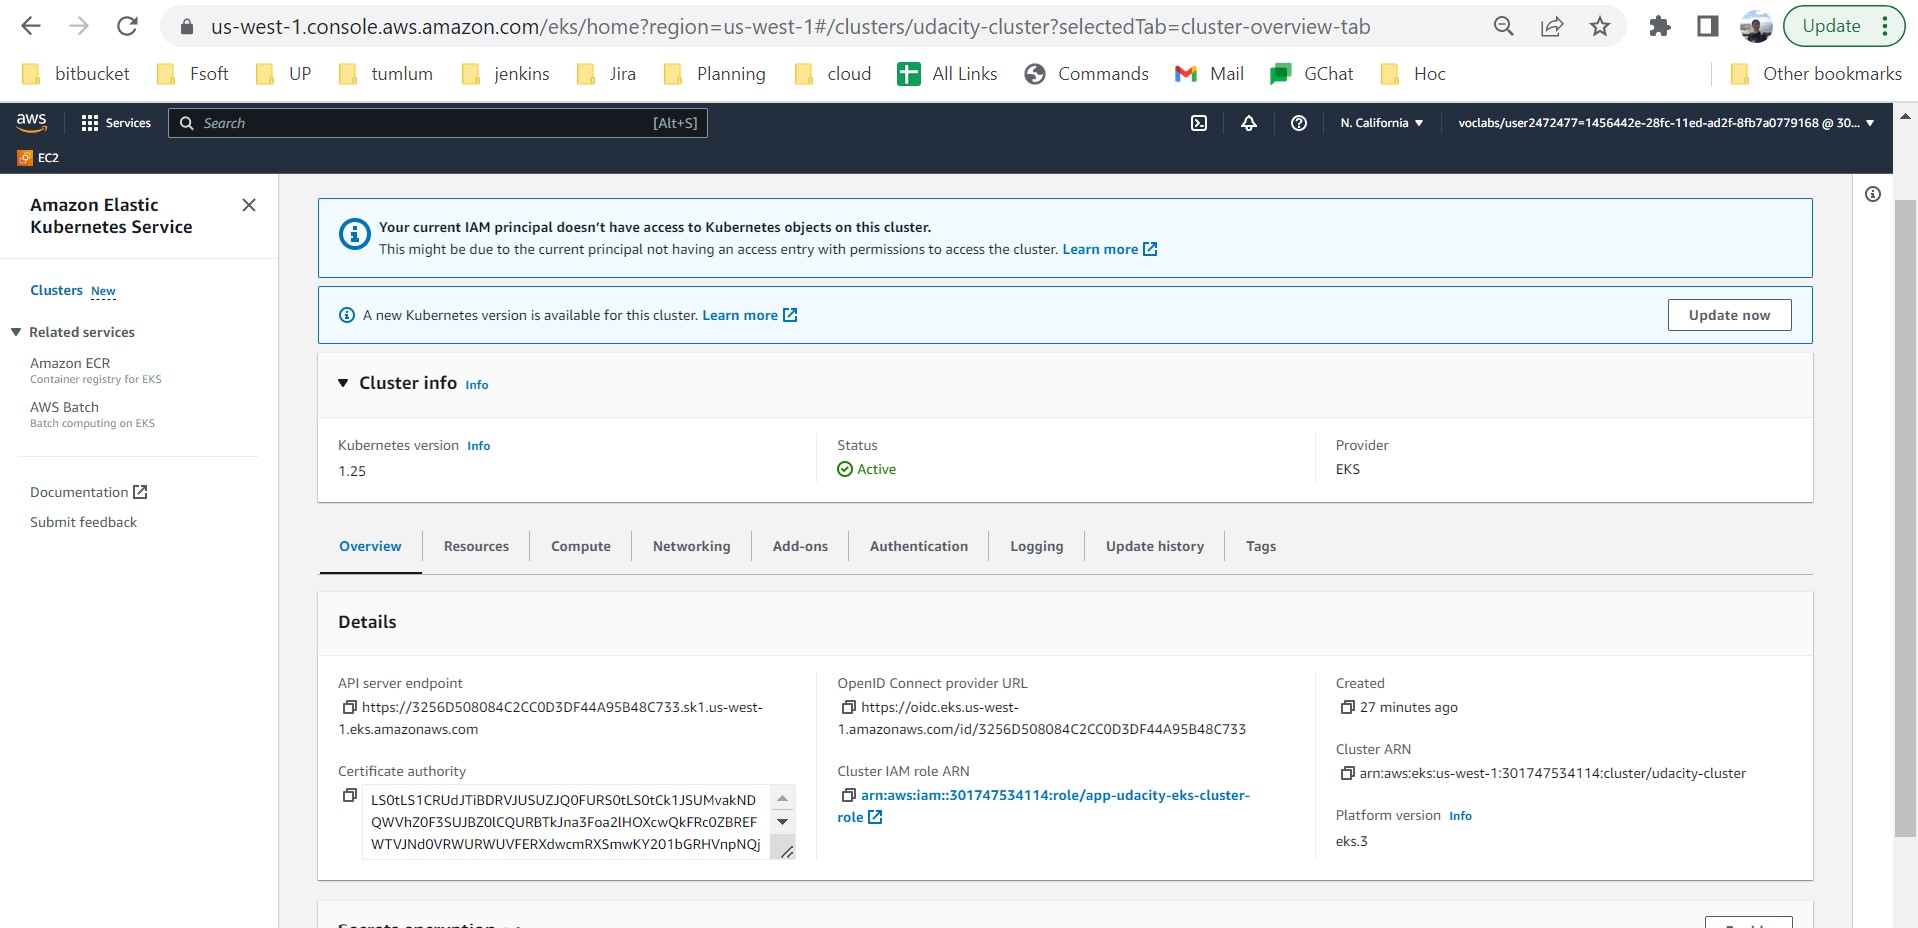 us-west-1.console.aws.amazon.com/eks/home?region=us-west-1#/clusters/udacity-cluster?selectedTab=cluster-overview-tab
Update
bitbucket Fsoft UP tumlum jenkins Jira Planning cloud All Links Commands Mail GChat Hoc Other bookmarks
aws Services Search [Alt+S] N. California voclabs/user2472477=1456442e-28fc-11ed-ad2f-8fb7a0779168 @ 30...
EC2
Amazon Elastic
Kubernetes Service
Clusters New
Related services
Amazon ECR
Container registry for EKS
AWS Batch
Batch computing on EKS
Documentation
Submit feedback
Your current IAM principal doesn’t have access to Kubernetes objects on this cluster.
This might be due to the current principal not having an access entry with permissions to access the cluster. Learn more
A new Kubernetes version is available for this cluster. Learn more
Update now
Cluster info Info
Kubernetes version Info
1.25
Status
Active
Provider
EKS
Overview Resources Compute Networking Add-ons Authentication Logging Update history Tags
Details
API server endpoint
https://3256D508084C2CC0D3DF44A95B48C733.sk1.us-west-
1.eks.amazonaws.com
Certificate authority
LS0tLS1CRUdJTiBDRVJUSUZJQ0FURS0tLS0tCk1JSUMvakND
QWVhZ0F3SUJBZ0lCQURBTkJna3Foa2lHOXcwQkFRc0ZBREF
WTVJNd0VRWURWUVFERXdwcmRXSmwKY201bGRHVnpNQj
OpenID Connect provider URL
https://oidc.eks.us-west-
1.amazonaws.com/id/3256D508084C2CC0D3DF44A95B48C733
Cluster IAM role ARN
arn:aws:iam::301747534114:role/app-udacity-eks-cluster-
role
Created
27 minutes ago
Cluster ARN
arn:aws:eks:us-west-1:301747534114:cluster/udacity-cluster
Platform version Info
eks.3